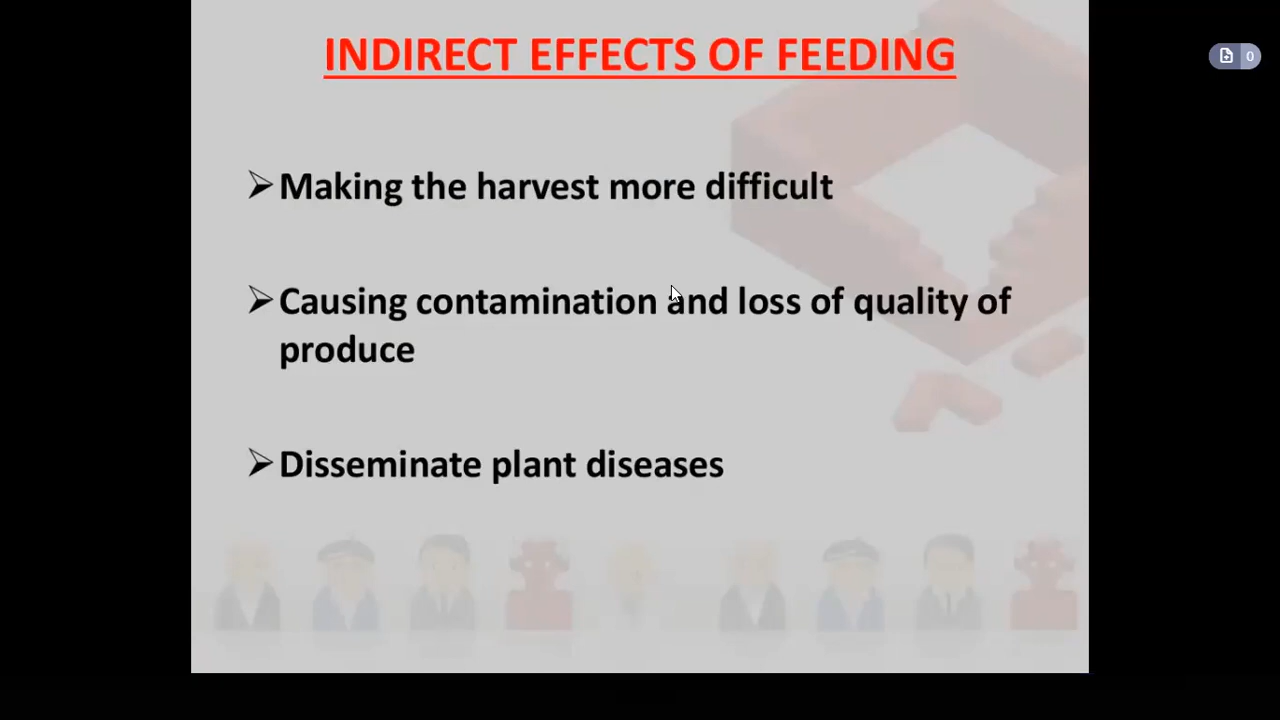 INDIRECT EFFECTS OF FEEDING
0
➢Making the harvest more difficult
➢Causing contamination and loss of quality of
produce
➢Disseminate plant diseases